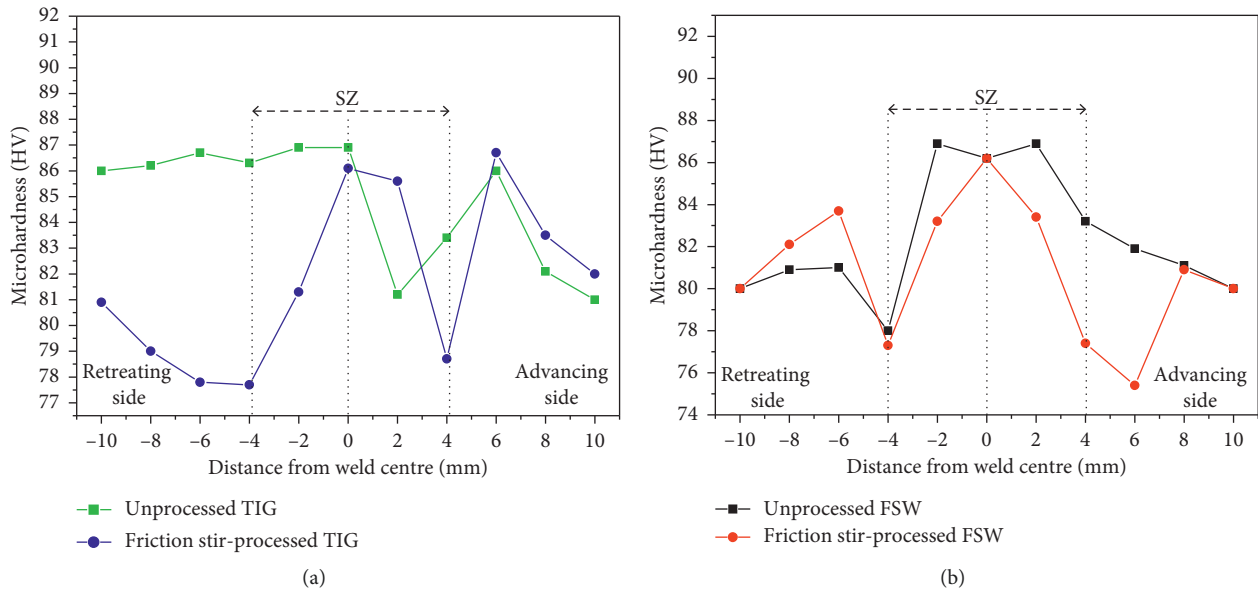 92
91
90
89
88
87
86
85
84
83
82
81
80
79
78
77
Microhardness (HV)
SZ
Retreating
side
Advancing
side
–10 –8 –6 –4 –2 0 2 4 6 8 10
Distance from weld centre (mm)
Unprocessed TIG
Friction stir-processed TIG
(a)
92
90
88
86
84
82
80
78
76
74
Microhardness (HV)
SZ
Retreating
side
Advancing
side
–10 –8 –6 –4 –2 0 2 4 6 8 10
Distance from weld centre (mm)
Unprocessed FSW
Friction stir-processed FSW
(b)